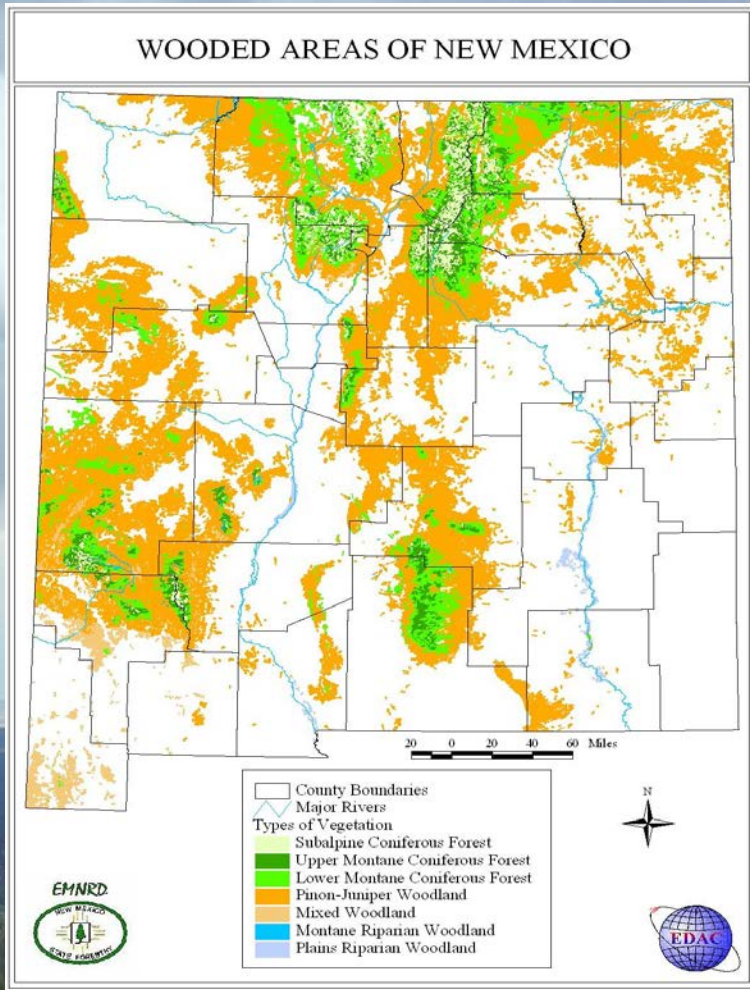 WOODED AREAS OF NEW MEXICO
20 0 20 40 60 Miles
County Boundaries
Major Rivers
Types of Vegetation
Subalpine Coniferous Forest
Upper Montane Coniferous Forest
Lower Montane Coniferous Forest
Pinon-Juniper Woodland
Mixed Woodland
Montane Riparian Woodland
Plains Riparian Woodland
N
EMNRD
NEW MEXICO
STATE FORESTRY
EDAC